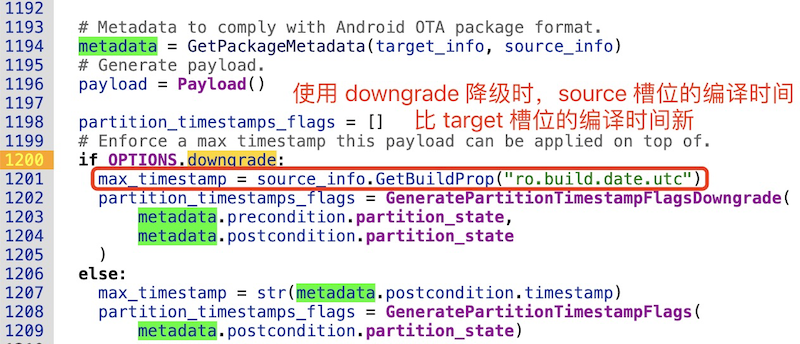 1192
1193 # Metadata to comply with Android OTA package format.
1194 metadata = GetPackageMetadata(target_info, source_info)
1195 # Generate payload.
1196 payload = Payload()
使用 downgrade 降级时，source 槽位的编译时间
1197
比 target 槽位的编译时间新
1198 partition_timestamps_flags = []
1199 # Enforce a max timestamp this payload can be applied on top of.
1200 if OPTIONS.downgrade:
1201 max_timestamp = source_info.GetBuildProp("ro.build.date.utc")
1202 partition_timestamps_flags = GeneratePartitionTimestampFlagsDowngrade(
1203 metadata.precondition.partition_state,
1204 metadata.postcondition.partition_state
1205 )
1206 else:
1207 max_timestamp = str(metadata.postcondition.timestamp)
1208 partition_timestamps_flags = GeneratePartitionTimestampFlags(
1209 metadata.postcondition.partition_state)